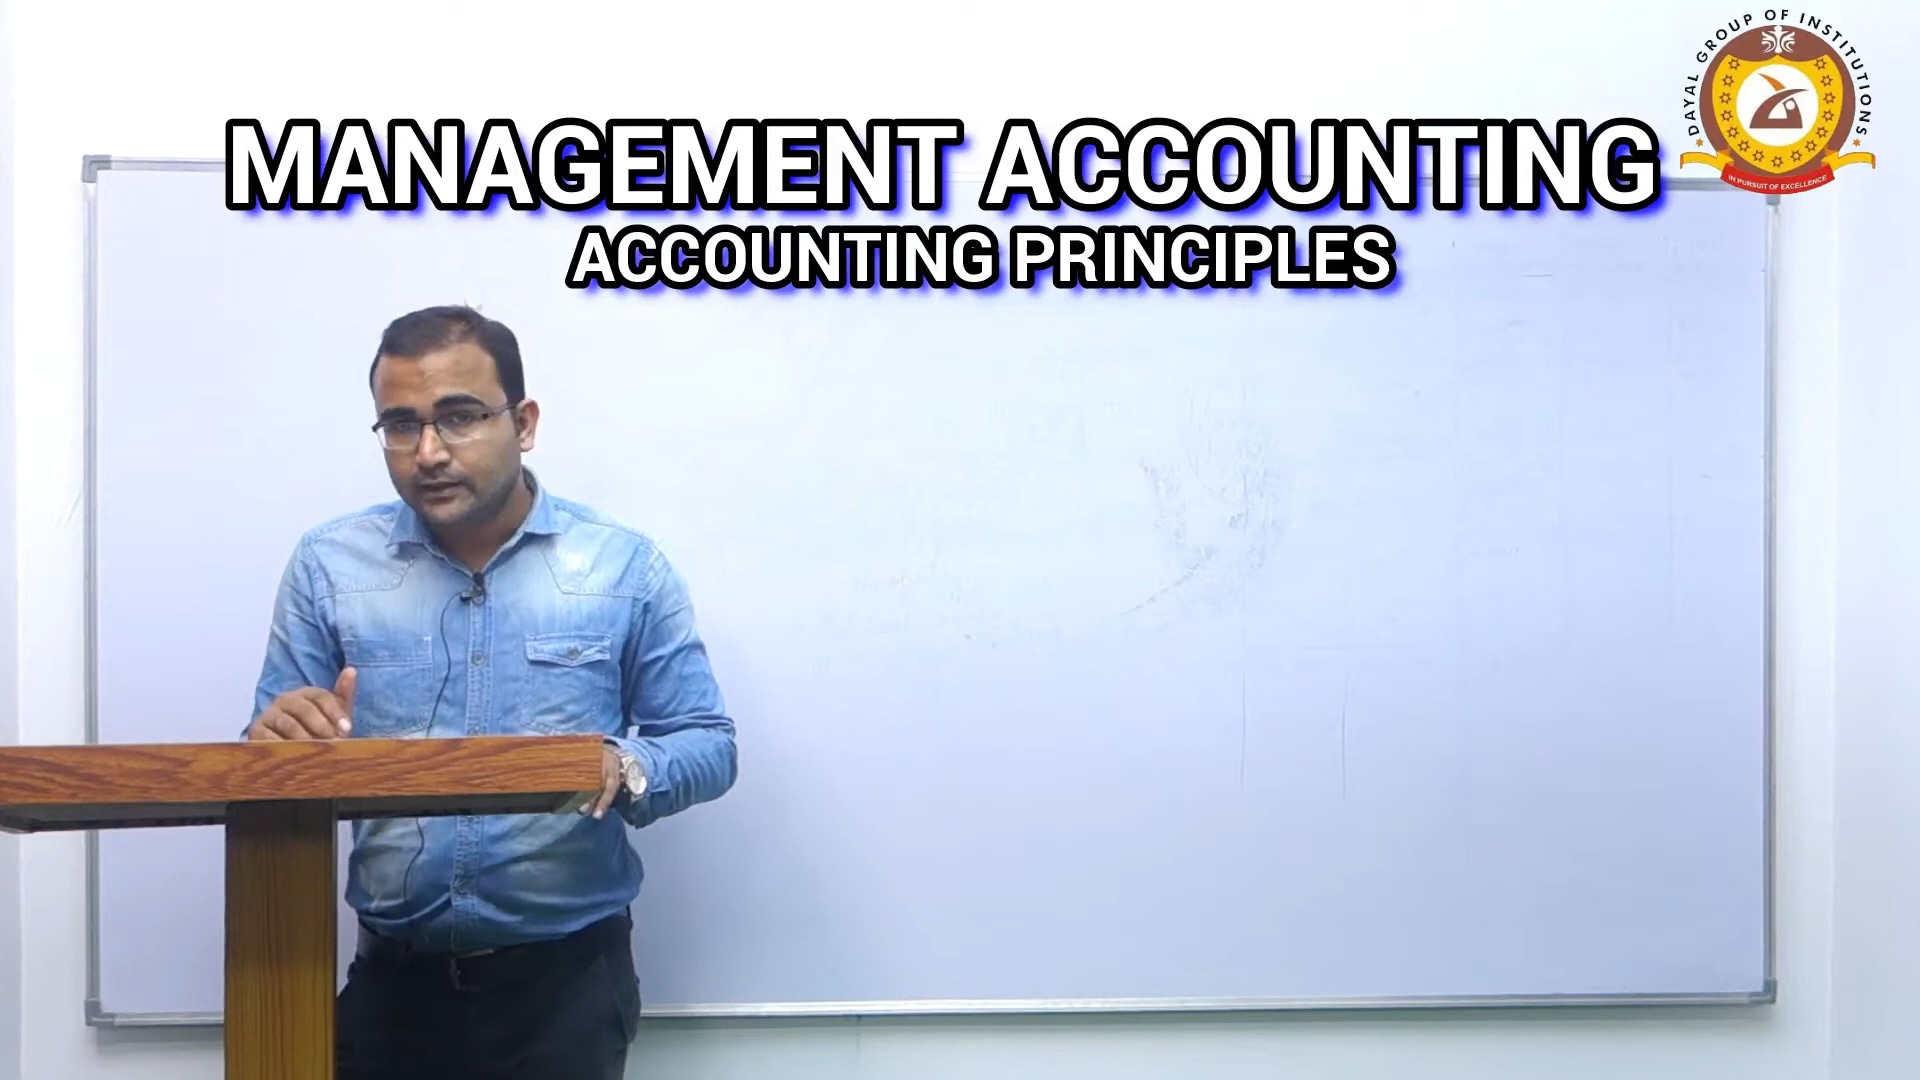 DAYAL GROUP OF INSTITUTIONS
IN PURSUIT OF EXCELLENCE
MANAGEMENT ACCOUNTING
ACCOUNTING PRINCIPLES